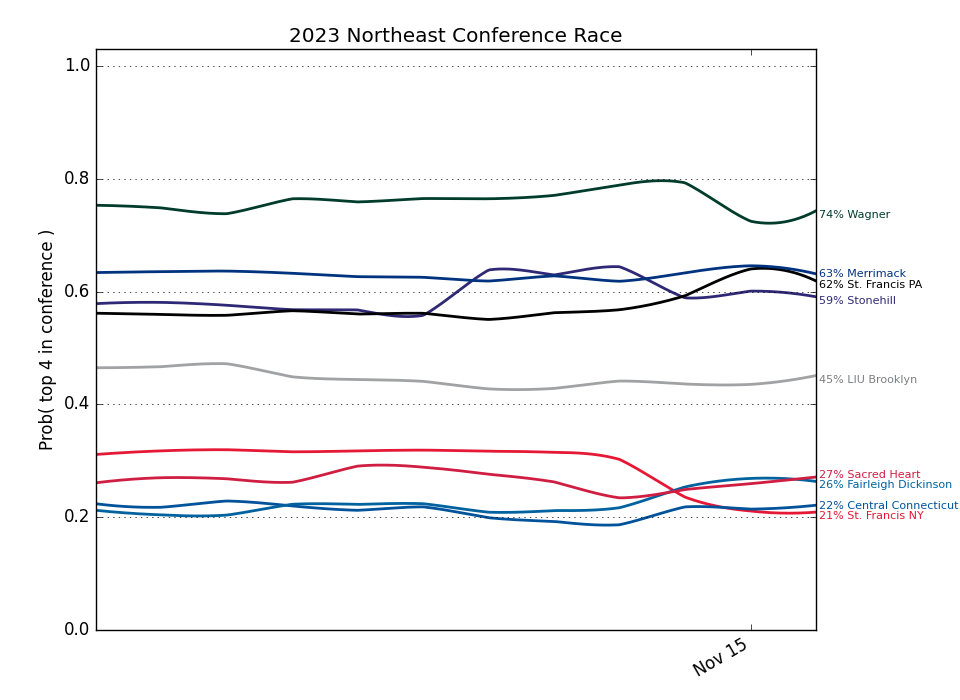 2023 Northeast Conference Race
1.0
0.8
0.6
0.4
0.2
0.0
Prob( top 4 in conference )
74% Wagner
63% Merrimack
62% St. Francis PA
59% Stonehill
45% LIU Brooklyn
27% Sacred Heart
26% Fairleigh Dickinson
22% Central Connecticut
21% St. Francis NY
Nov 15